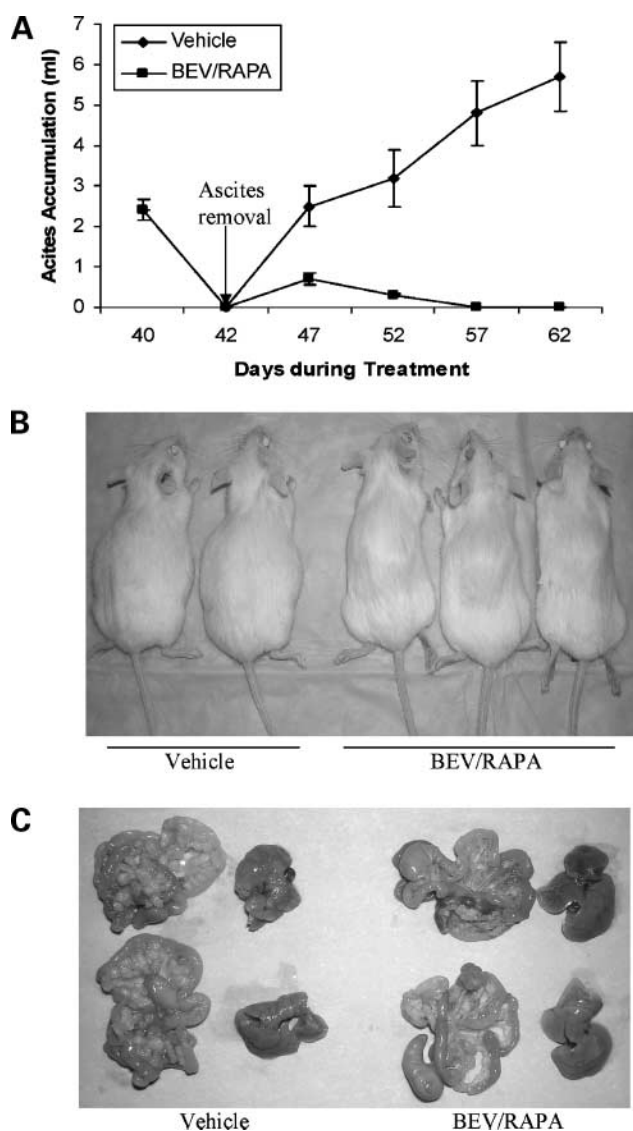 A
Acites Accumulation (ml)
7
6
5
4
3
2
1
0
Vehicle
BEV/RAPA
Ascites
removal
40 42 47 52 57 62
Days during Treatment
B
Vehicle BEV/RAPA
C
Vehicle BEV/RAPA